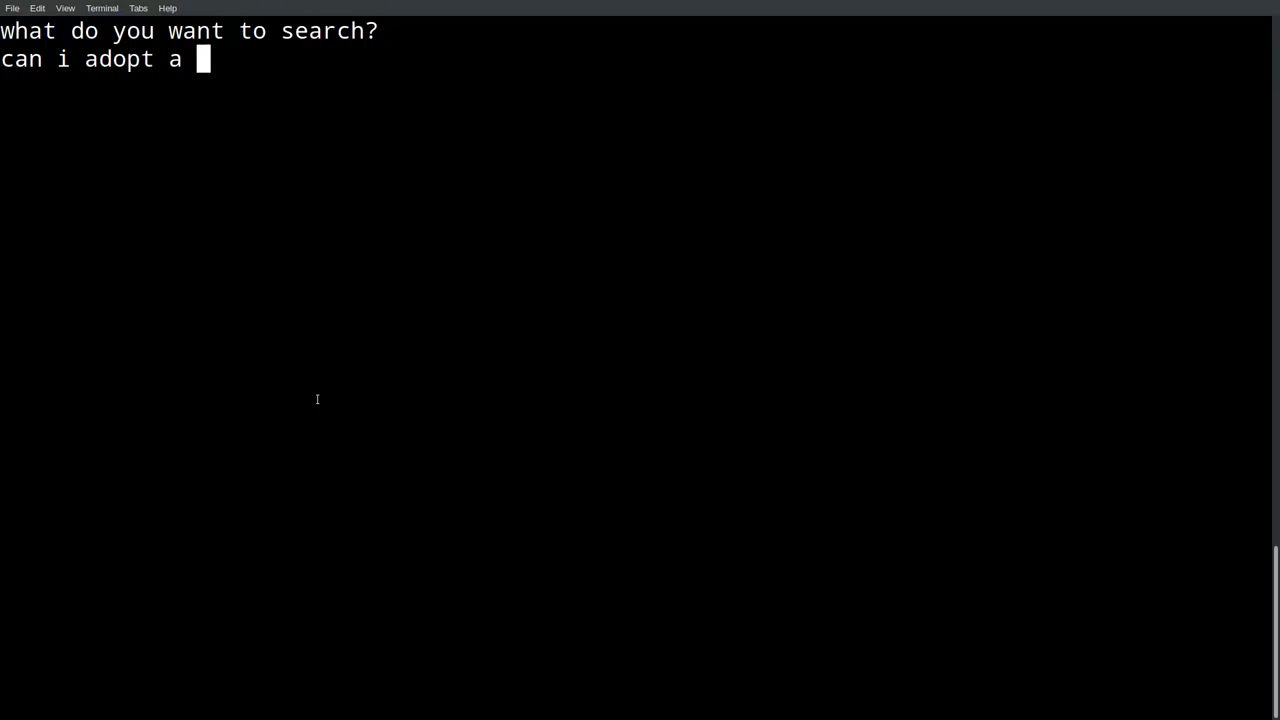 File Edit View Terminal Tabs Help
what do you want to search?
can i adopt a